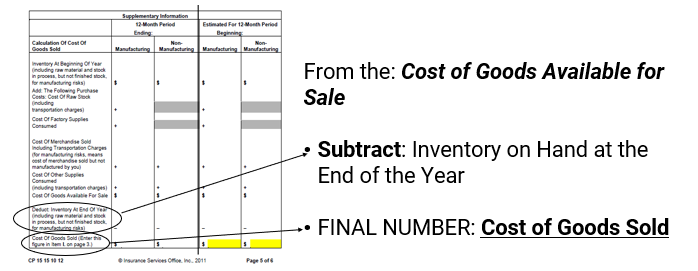 Supplementary Information
12-Month Period
Ending:
Estimated For 12-Month Period
Beginning:
Calculation Of Cost Of
Goods Sold
Manufacturing
Non-
Manufacturing
Manufacturing
Non-
Manufacturing
Inventory At Beginning Of Year
(including raw material and stock
in process, but not finished stock,
for manufacturing risks)
$ $ $ $
Add: The Following Purchase
Costs: Cost Of Raw Stock
(including
transportation charges)
+ +
Cost Of Factory Supplies
Consumed
+ +
Cost Of Merchandise Sold
Including Transportation Charges
(for manufacturing risks, means
cost of merchandise sold but not
manufactured by you)
+ + + +
Cost Of Other Supplies
Consumed
(including transportation charges)
+ + + +
Cost Of Goods Available For Sale
$ $ $ $
Deduct: Inventory At End Of Year
(including raw material and stock
in process, but not finished stock,
for manufacturing risks)
– – – –
Cost Of Goods Sold (Enter this
figure in Item I. on page 3.)
$ $ $ $
CP 15 15 10 12
© Insurance Services Office, Inc., 2011
Page 5 of 6
From the: Cost of Goods Available for
Sale
• Subtract: Inventory on Hand at the
End of the Year
• FINAL NUMBER: Cost of Goods Sold